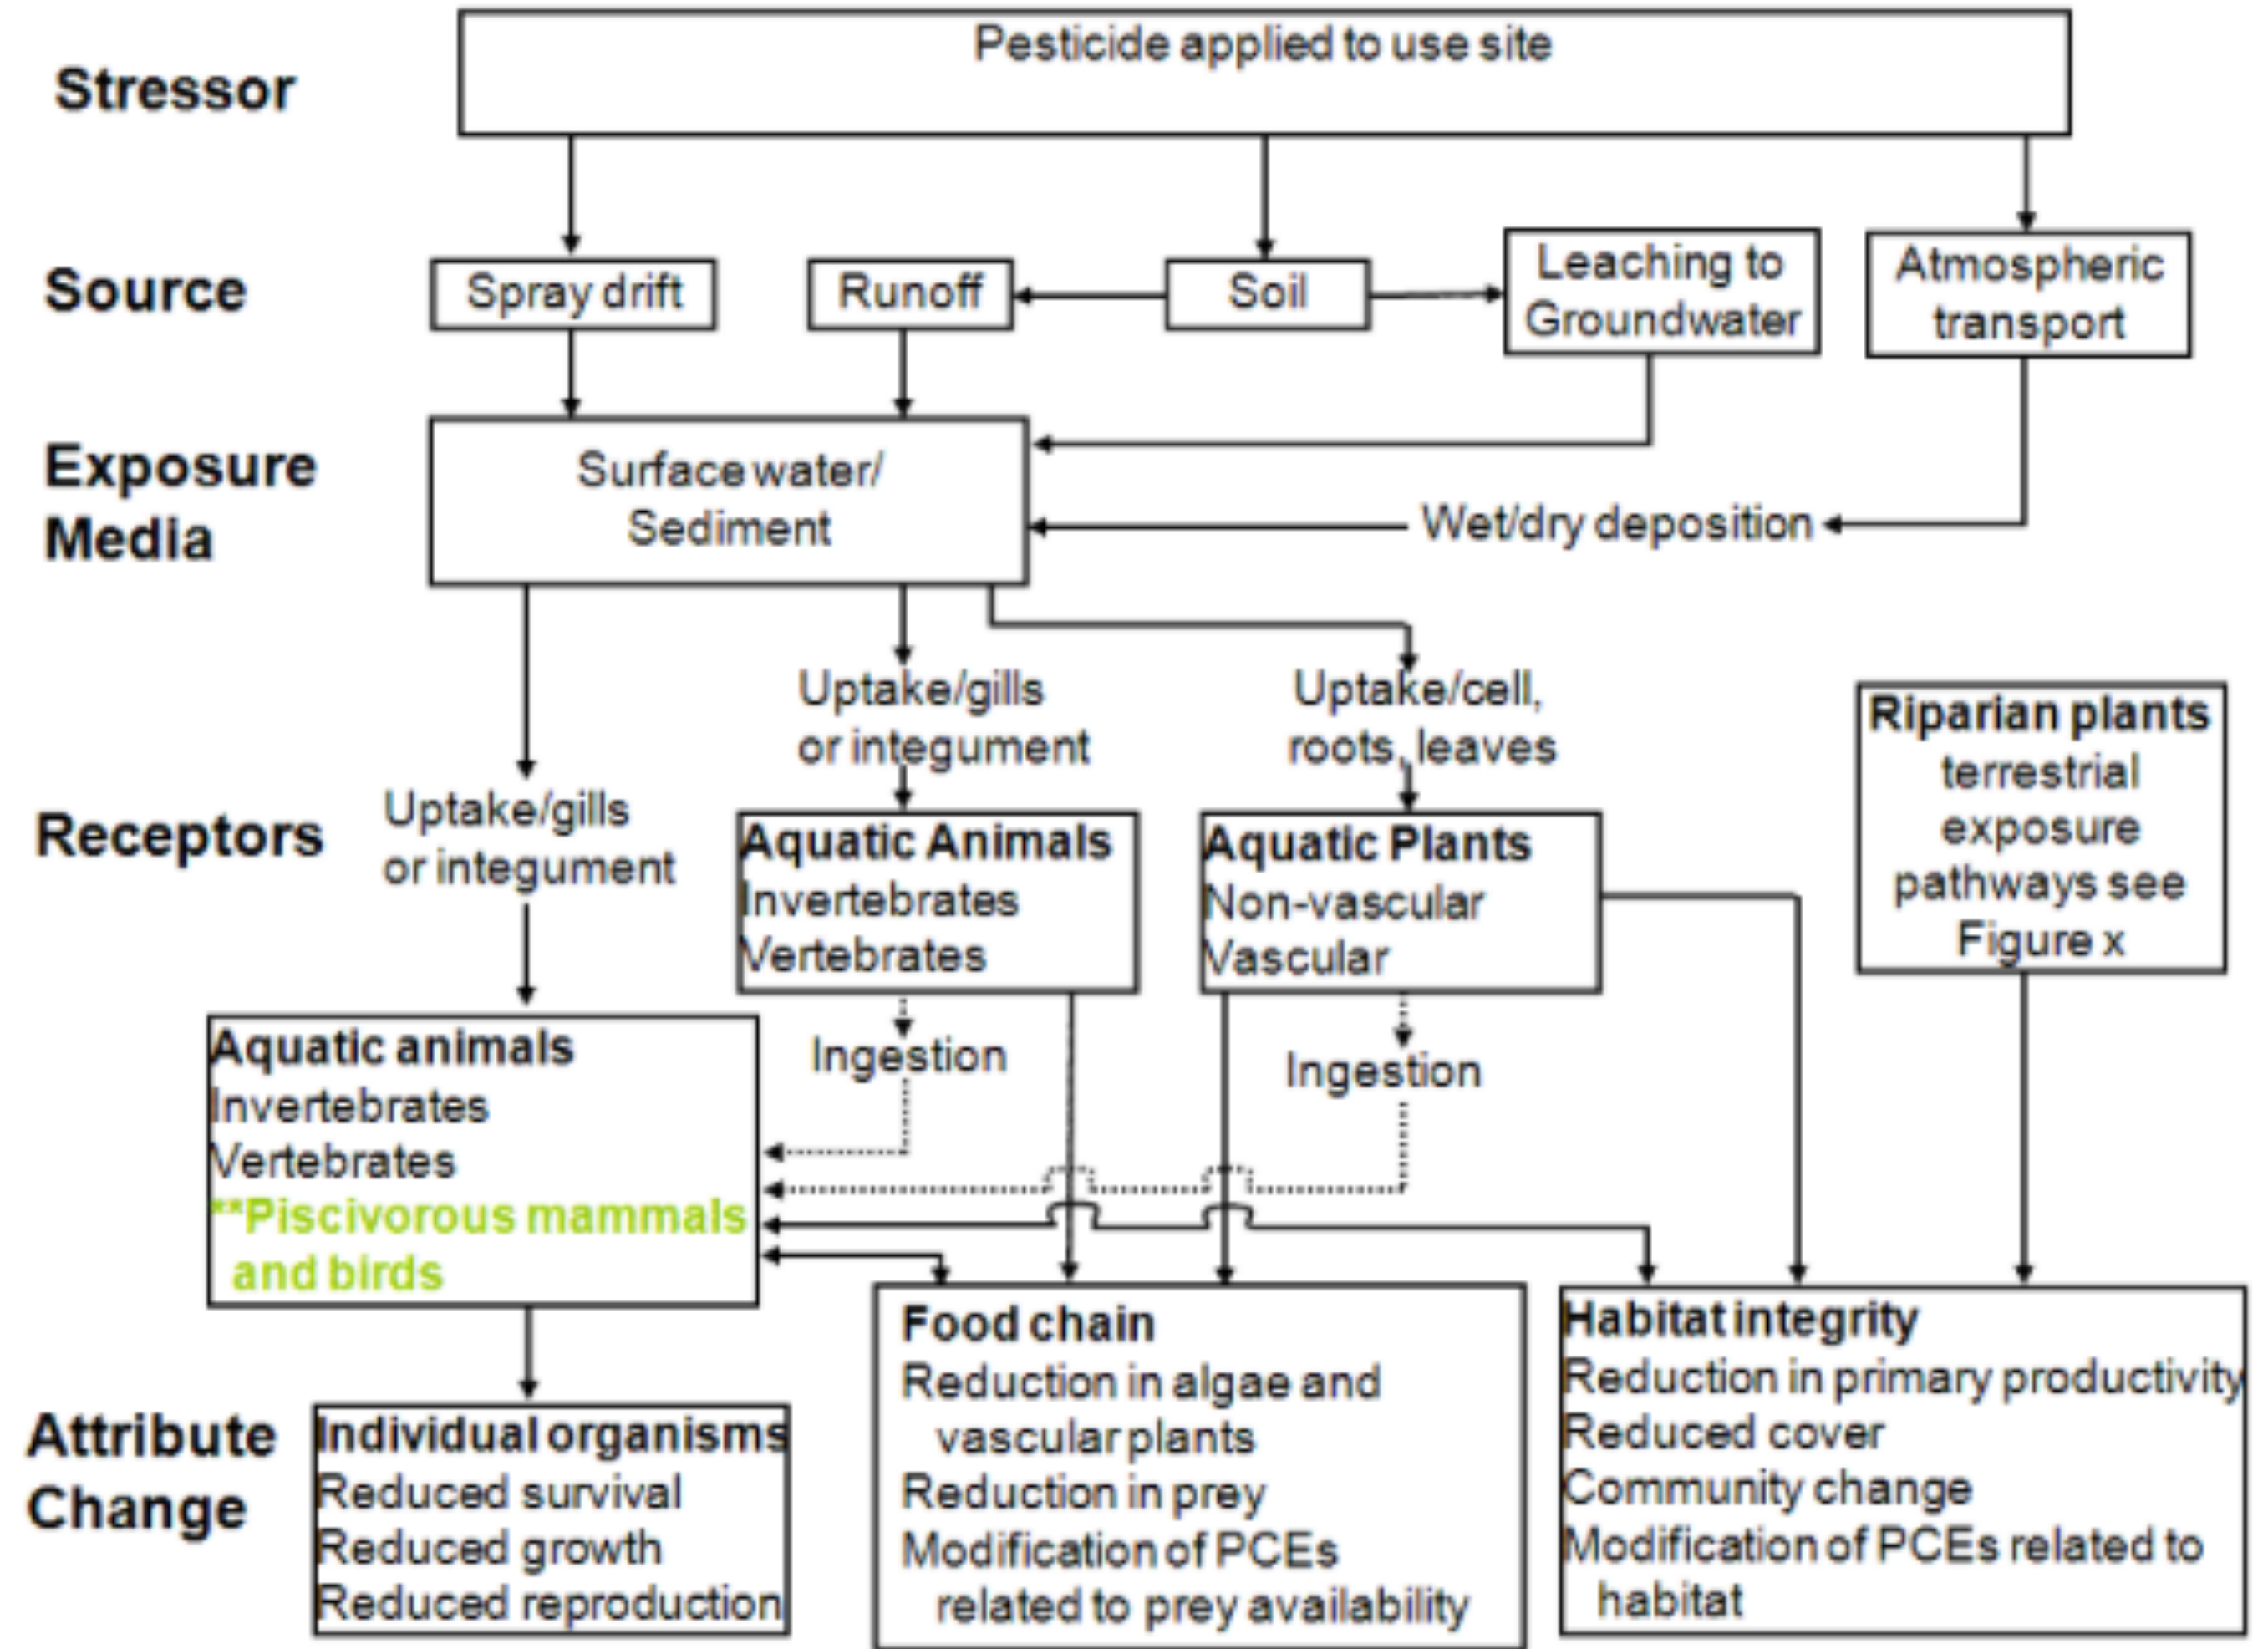 Pesticide applied to use site
Stressor
Source
Spray drift
Runoff
Soil
Leaching to
Groundwater
Atmospheric
transport
Exposure
Media
Surface water/
Sediment
Wet/dry deposition
Uptake/gills
or integument
Uptake/cell,
roots, leaves
Riparian plants
terrestrial
exposure
pathways see
Figure x
Receptors
Uptake/gills
or integument
Aquatic Animals
Invertebrates
Vertebrates
Aquatic Plants
Non-vascular
Vascular
Aquatic animals
Invertebrates
Vertebrates
**Piscivorous mammals
and birds
Ingestion
Ingestion
Attribute
Change
Individual organisms
Reduced survival
Reduced growth
Reduced reproduction
Food chain
Reduction in algae and
vascular plants
Reduction in prey
Modification of PCEs
related to prey availability
Habitat integrity
Reduction in primary productivity
Reduced cover
Community change
Modification of PCEs related to
habitat